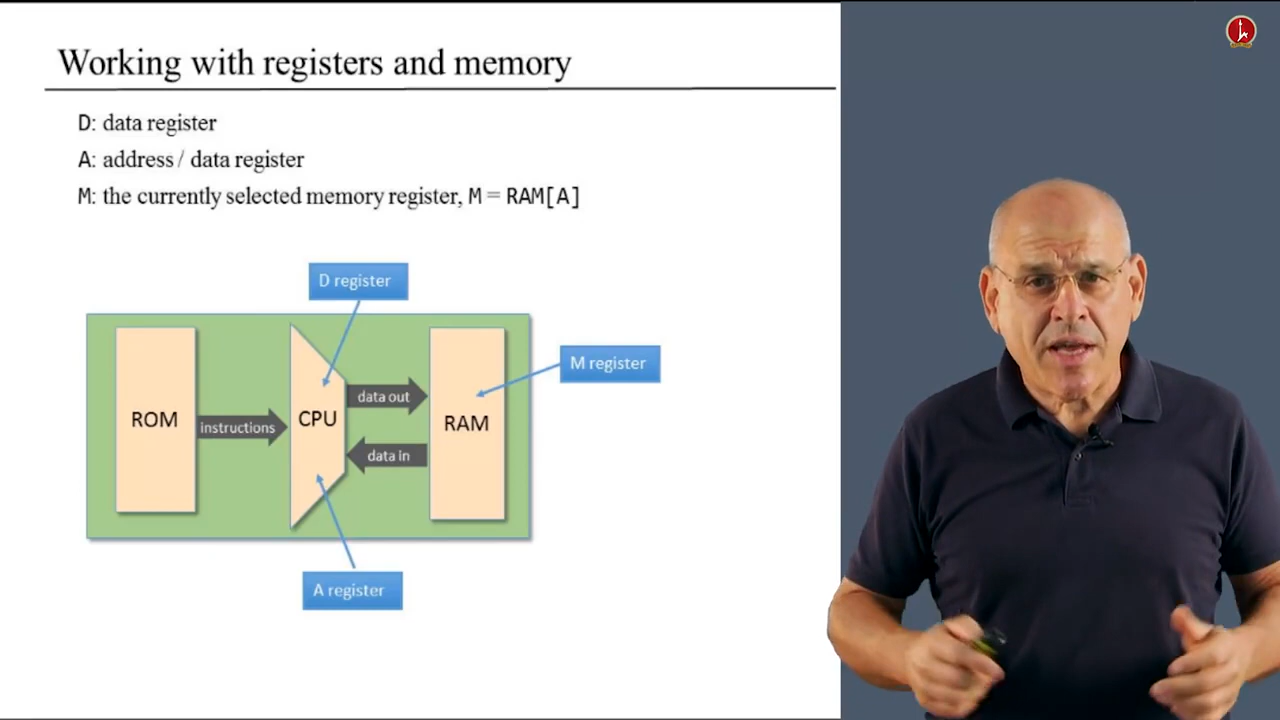 Working with registers and memory
D: data register
A: address / data register
M: the currently selected memory register, M = RAM[A]
D register
M register
data out
ROM
CPU
RAM
instructions
data in
A register